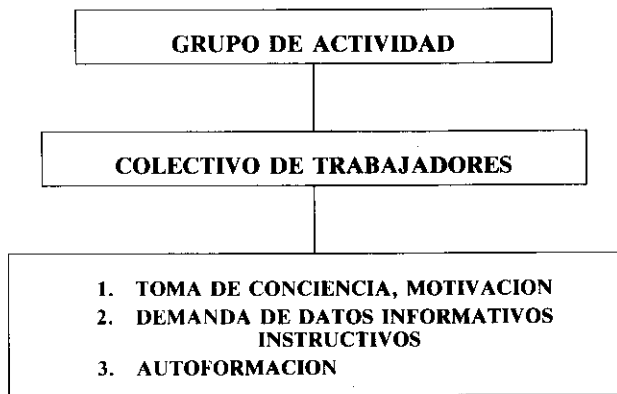 GRUPO DE ACTIVIDAD
COLECTIVO DE TRABAJADORES
1. TOMA DE CONCIENCIA, MOTIVACION
2. DEMANDA DE DATOS INFORMATIVOS
INSTRUCTIVOS
3. AUTOFORMACION